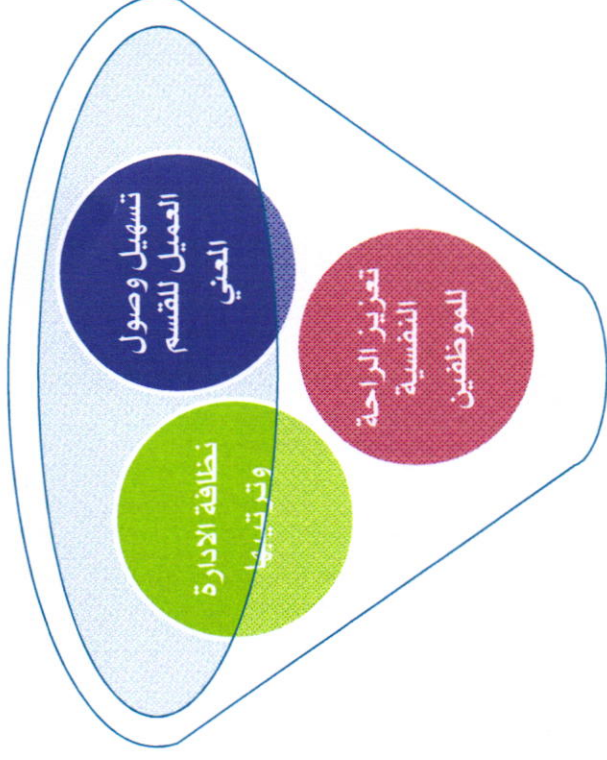 تسهيل وصول
العميل للقسم
المعني
نظافة الادارة
وترتيبها
تعزيز الراحة
النفسية
للموظفين